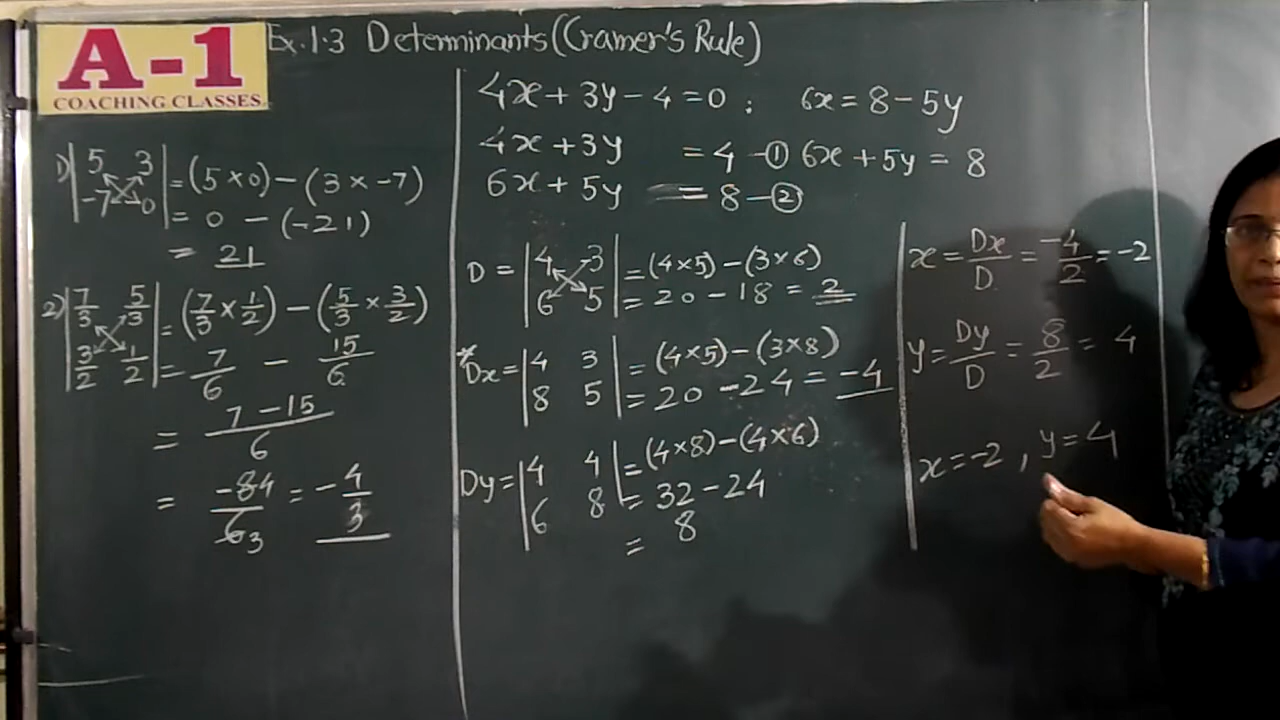 A-1
COACHING CLASSES
Ex. 1.3 Determinants (Cramer's Rule)
1) |5 3| = (5 × 0) - (3 × -7)
|-7 0| = 0 - (-21)
= 21
2) |7/3 5/3| = (7/3 × 1/2) - (5/3 × 3/2)
|3/2 1/2| = 7/6 - 15/6
= 7 - 15 / 6
= -84 / 63 = -4/3
4x + 3y - 4 = 0 ; 6x = 8 - 5y
4x + 3y = 4 - ① 6x + 5y = 8
6x + 5y = 8 - ②
D = |4 3| = (4×5) - (3×6)
|6 5| = 20 - 18 = 2
Dx = |4 3| = (4×5) - (3×8)
|8 5| = 20 - 24 = -4
Dy = |4 4| = (4×8) - (4×6)
|6 8| = 32 - 24
= 8
x = Dx/D = -4/2 = -2
y = Dy/D = 8/2 = 4
x = -2 , y = 4